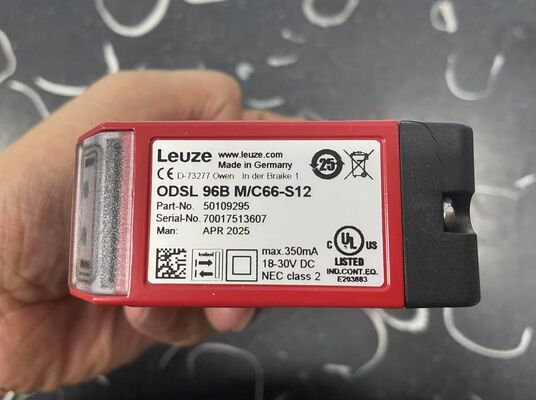 Leuze www.leuze.com
Made in Germany
CE D-73277 Owen In der Braike 1
25
ODSL 96B M/C66-S12
Part-No. 50109295
Serial-No. 70017513607
Man: APR 2025
max.350mA
18-30V DC
NEC class 2
C UL US
LISTED
IND.CONT.EQ.
E203683